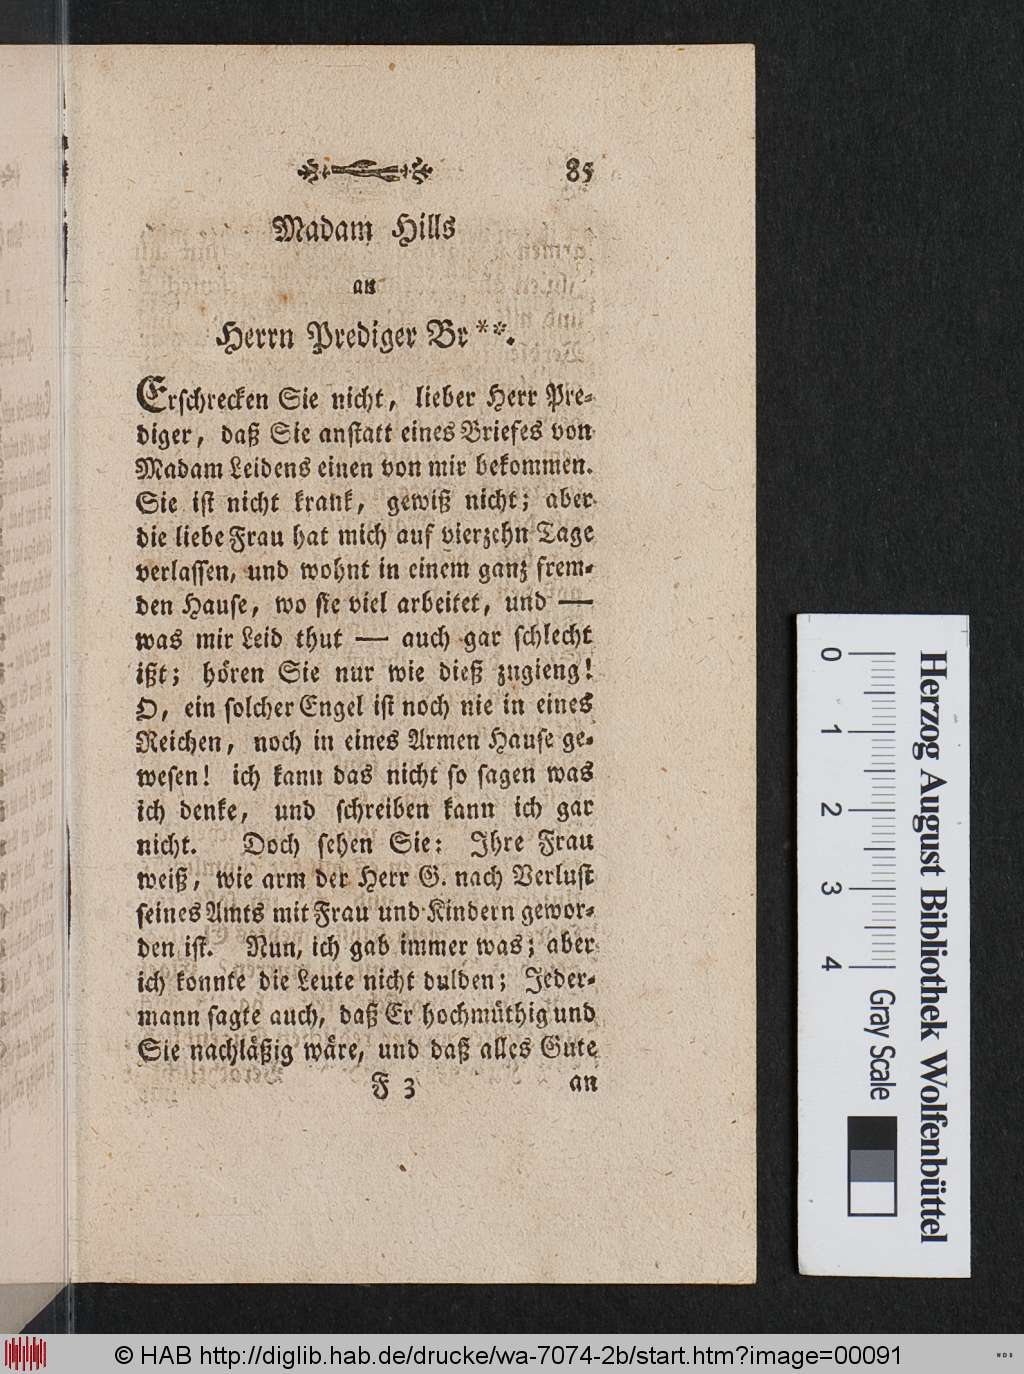 85
Madam Hills
an
Herrn Prediger Br**.
Erschrecken Sie nicht, lieber Herr Pre-
diger, daß Sie anstatt eines Briefes von
Madam Leidens einen von mir bekommen.
Sie ist nicht krank, gewiß nicht; aber
die liebe Frau hat mich auf vierzehn Tage
verlassen, und wohnt in einem ganz frem-
den Hause, wo sie viel arbeitet, und —
was mir Leid thut — auch gar schlecht
ißt; hören Sie nur wie dieß zugieng!
O, ein solcher Engel ist noch nie in eines
Reichen, noch in eines Armen Hause ge-
wesen! ich kann das nicht so sagen was
ich denke, und schreiben kann ich gar
nicht. Doch sehen Sie: Ihre Frau
weiß, wie arm der Herr G. nach Verlust
seines Amts mit Frau und Kindern gewor-
den ist. Nun, ich gab immer was; aber
ich konnte die Leute nicht dulden; Jeder-
mann sagte auch, daß Er hochmüthig und
Sie nachläßig wäre, und daß alles Gute
F 3 an
0 1 2 3 4
Gray Scale
Herzog August Bibliothek Wolfenbüttel
© HAB http://diglib.hab.de/drucke/wa-7074-2b/start.htm?image=00091
WDB